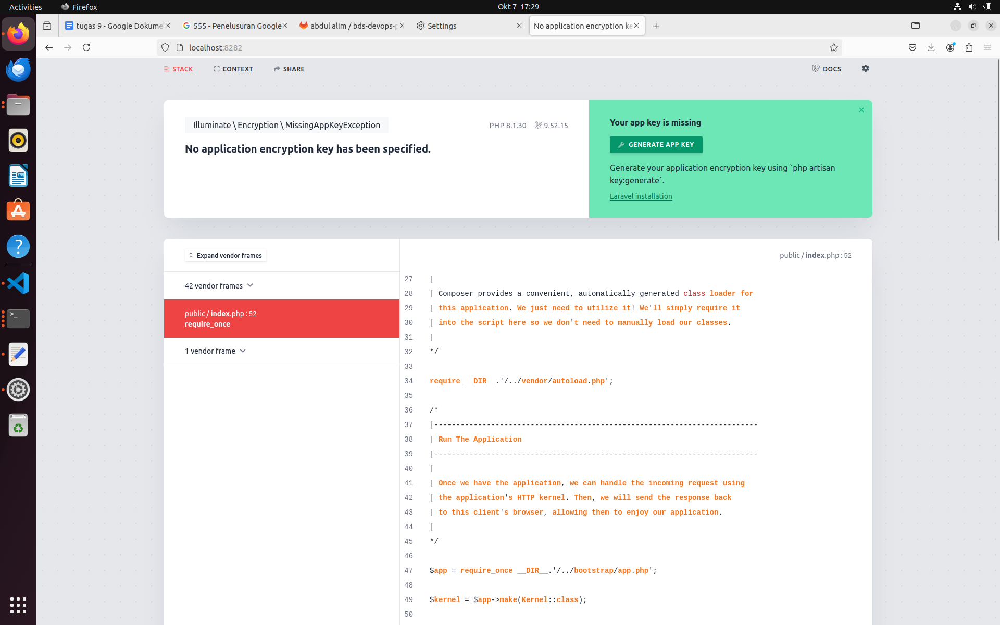 Activities
Firefox
Okt 7 17:29
tugas 9 - Google Dokume
555 - Penelusuran Google
abdul alim / bds-devops-p
Settings
No application encryption ke
localhost:8282
STACK
CONTEXT
SHARE
DOCS
Illuminate\Encryption\MissingAppKeyException
PHP 8.1.30
9.52.15
No application encryption key has been specified.
Your app key is missing
GENERATE APP KEY
Generate your application encryption key using `php artisan
key:generate`.
Laravel installation
Expand vendor frames
42 vendor frames
public/index.php:52
require_once
1 vendor frame
public/index.php:52
27 |
28 | Composer provides a convenient, automatically generated class loader for
29 | this application. We just need to utilize it! We'll simply require it
30 | into the script here so we don't need to manually load our classes.
31 |
32 */
33
34 require __DIR__.'/../vendor/autoload.php';
35
36 /*
37 |--------------------------------------------------------------------------
38 | Run The Application
39 |--------------------------------------------------------------------------
40 |
41 | Once we have the application, we can handle the incoming request using
42 | the application's HTTP kernel. Then, we will send the response back
43 | to this client's browser, allowing them to enjoy our application.
44 |
45 */
46
47 $app = require_once __DIR__.'/../bootstrap/app.php';
48
49 $kernel = $app->make(Kernel::class);
50